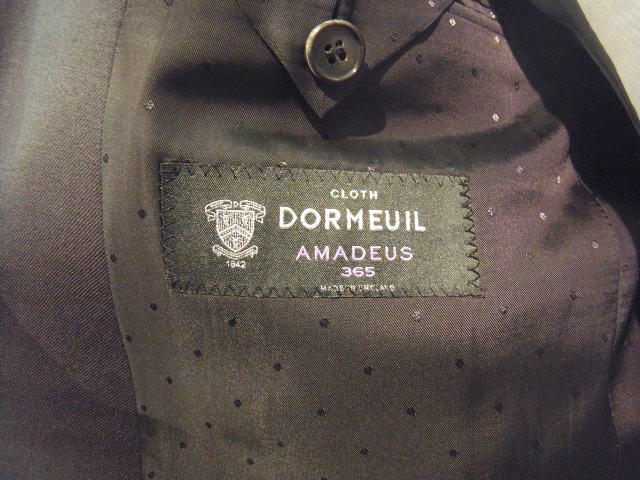 CLOTH
DORMEUIL
AMADEUS
365
1842
MADE IN ENGLAND